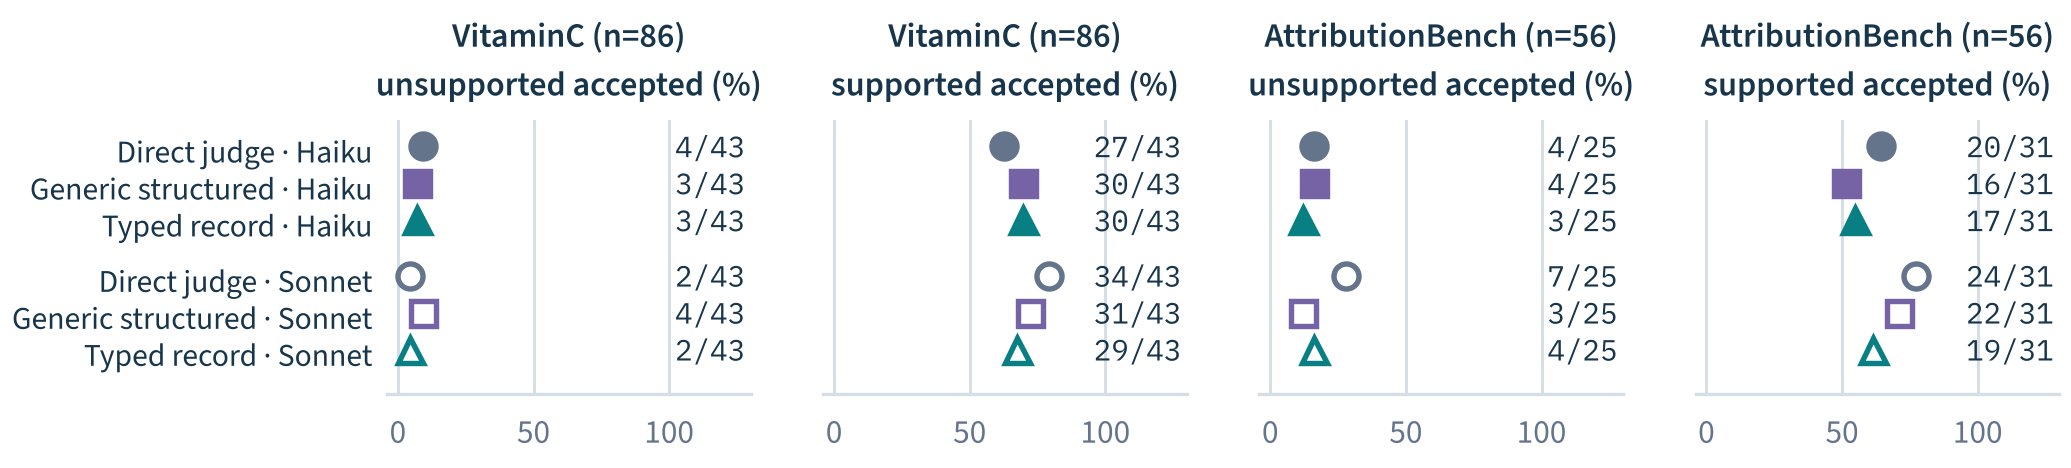 VitaminC (n=86)
unsupported accepted (%)
VitaminC (n=86)
supported accepted (%)
AttributionBench (n=56)
unsupported accepted (%)
AttributionBench (n=56)
supported accepted (%)
Direct judge · Haiku 4/43 27/43 4/25 20/31
Generic structured · Haiku 3/43 30/43 4/25 16/31
Typed record · Haiku 3/43 30/43 3/25 17/31
Direct judge · Sonnet 2/43 34/43 7/25 24/31
Generic structured · Sonnet 4/43 31/43 3/25 22/31
Typed record · Sonnet 2/43 29/43 4/25 19/31
0 50 100 0 50 100 0 50 100 0 50 100